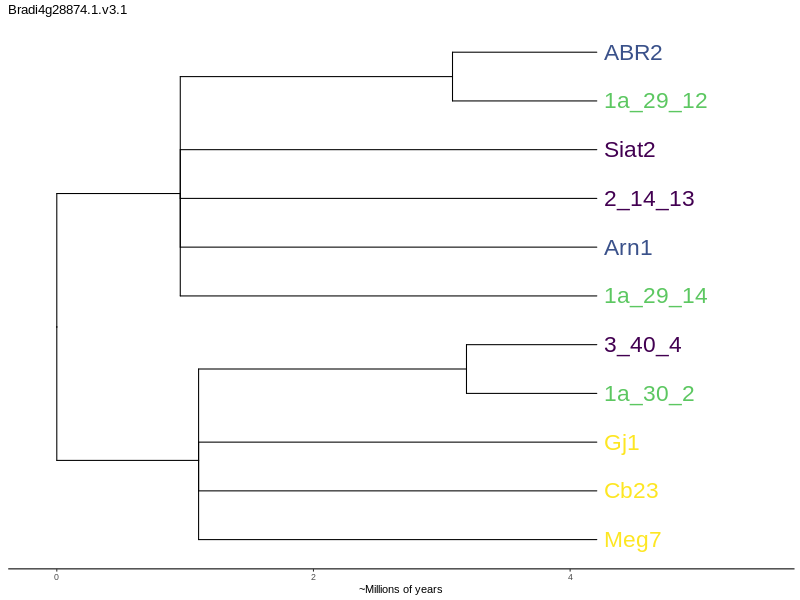 Bradi4g28874.1.v3.1
ABR2
1a_29_12
Siat2
2_14_13
Arn1
1a_29_14
3_40_4
1a_30_2
Gj1
Cb23
Meg7
0 2 4
~Millions of years